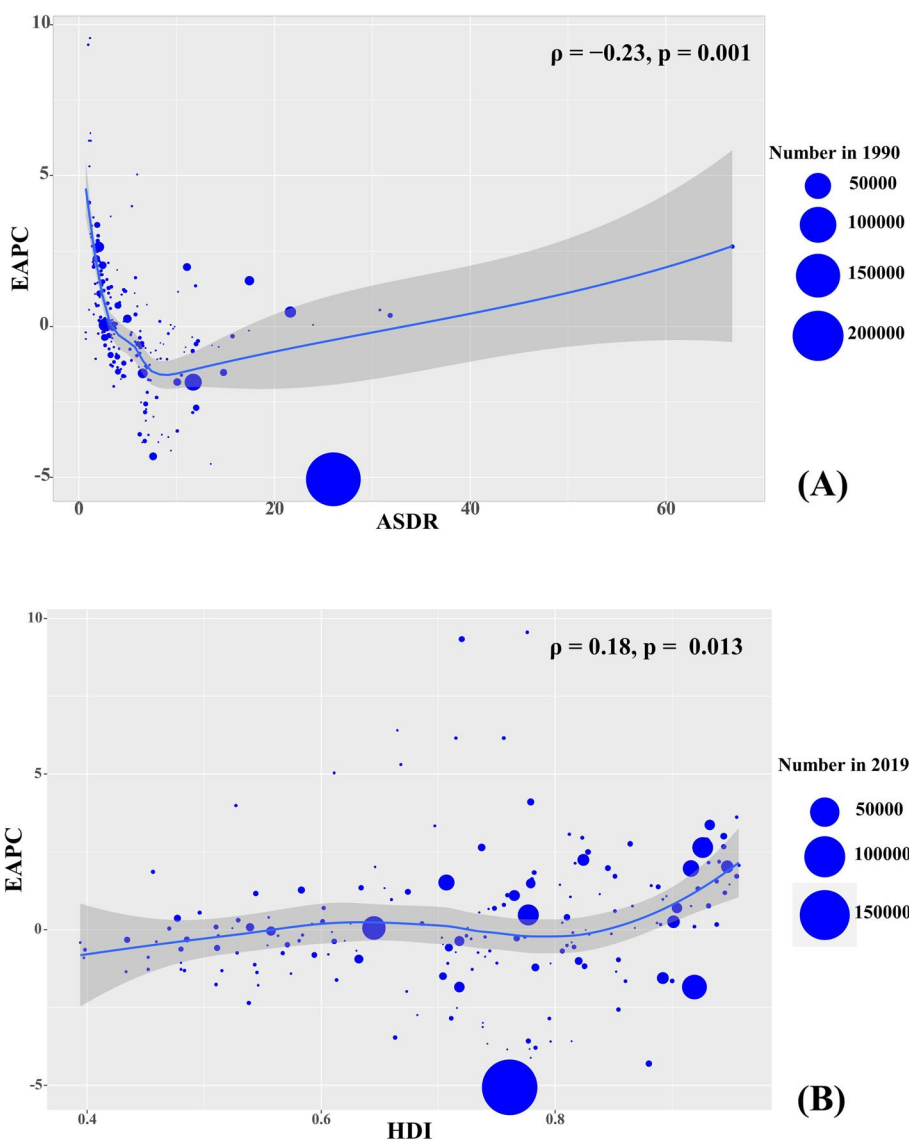 10
ρ = −0.23, p = 0.001
Number in 1990
50000
5
100000
EAPC
150000
0
200000
-5
(A)
0
20
40
60
ASDR
10
ρ = 0.18, p = 0.013
Number in 2019
5
50000
EAPC
100000
0
150000
-5
(B)
0.4
0.6
0.8
HDI